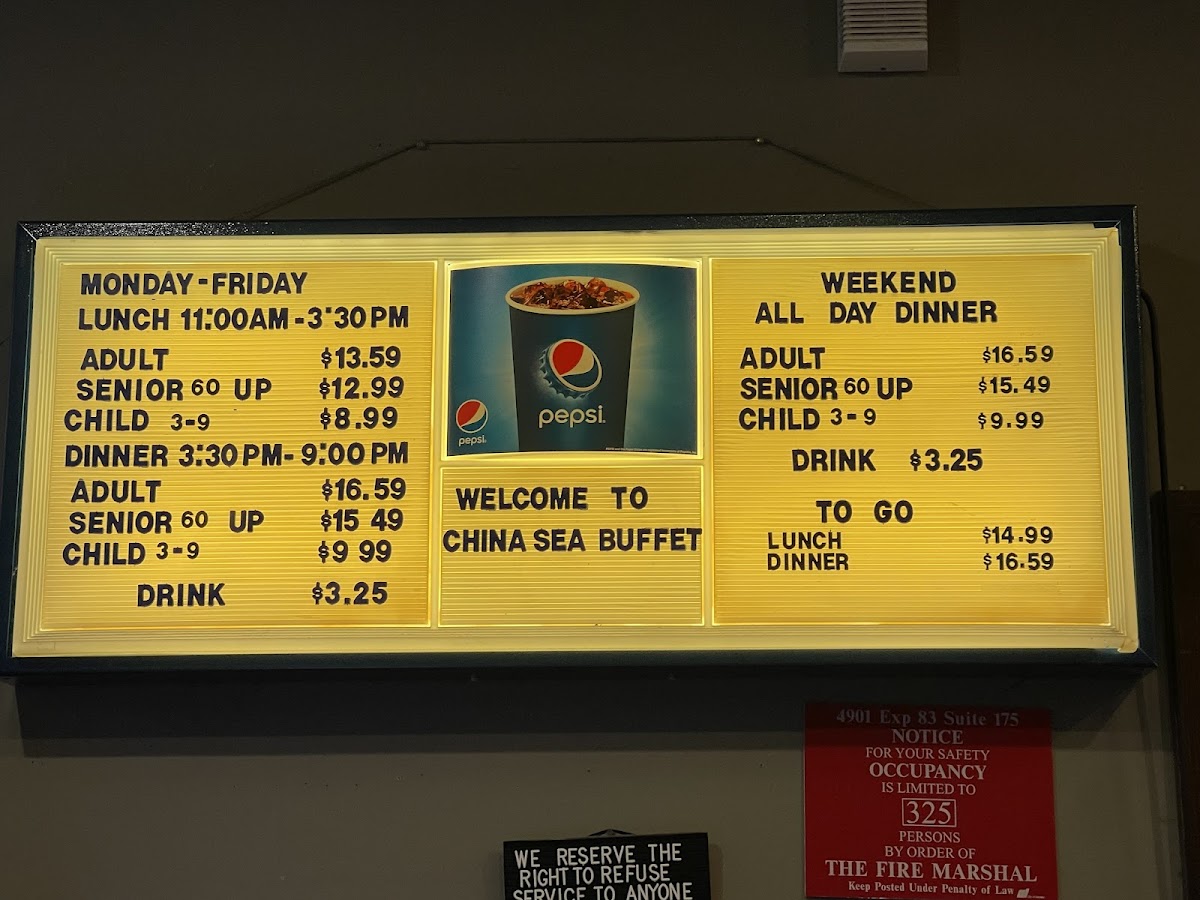 MONDAY-FRIDAY
LUNCH 11:00AM-3:30PM
ADULT $13.59
SENIOR 60 UP $12.99
CHILD 3-9 $8.99
DINNER 3:30PM-9:00PM
ADULT $16.59
SENIOR 60 UP $15 49
CHILD 3-9 $9 99
DRINK $3.25
pepsi.
pepsi.
WELCOME TO
CHINA SEA BUFFET
WEEKEND
ALL DAY DINNER
ADULT $16.59
SENIOR 60 UP $15.49
CHILD 3-9 $9.99
DRINK $3.25
TO GO
LUNCH $14.99
DINNER $16.59
4901 Exp 83 Suite 175
NOTICE
FOR YOUR SAFETY
OCCUPANCY
IS LIMITED TO
325
PERSONS
BY ORDER OF
THE FIRE MARSHAL
Keep Posted Under Penalty of Law
WE RESERVE THE
RIGHT TO REFUSE
SERVICE TO ANYONE